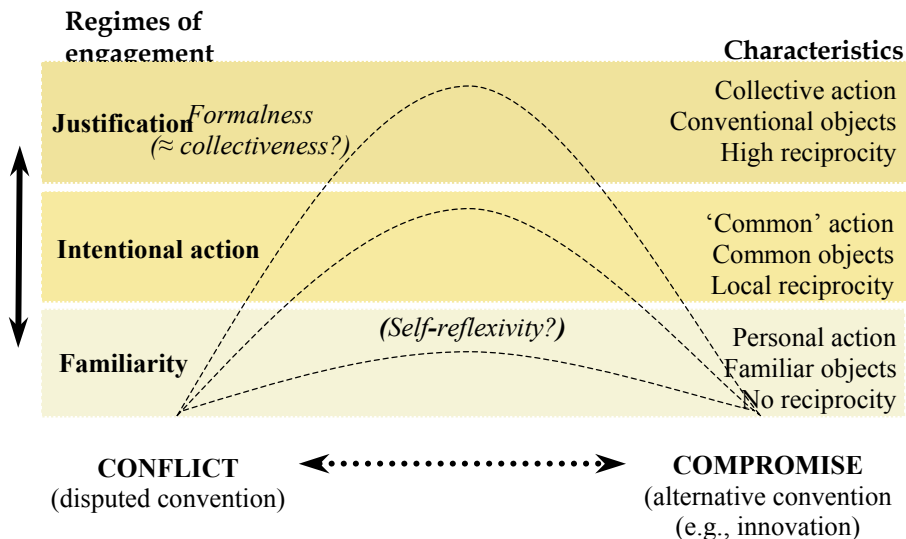 Regimes of
engagement
Characteristics
Justification
Formalness
(≈ collectiveness?)
Collective action
Conventional objects
High reciprocity
Intentional action
‘Common’ action
Common objects
Local reciprocity
(Self-reflexivity?)
Familiarity
Personal action
Familiar objects
No reciprocity
CONFLICT
(disputed convention)
COMPROMISE
(alternative convention
(e.g., innovation)